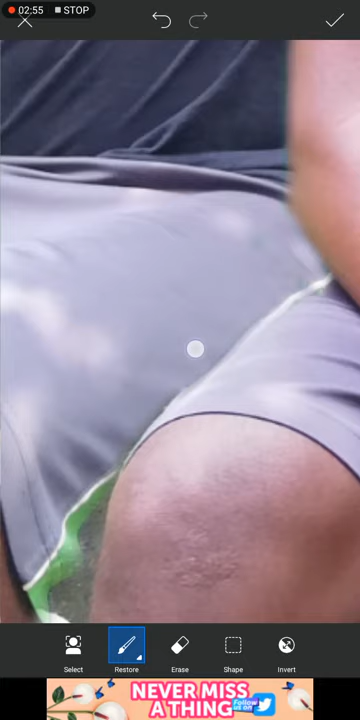 02:55 STOP
Select Restore Erase Shape Invert
NEVER MISS
A THING
Follow
us on